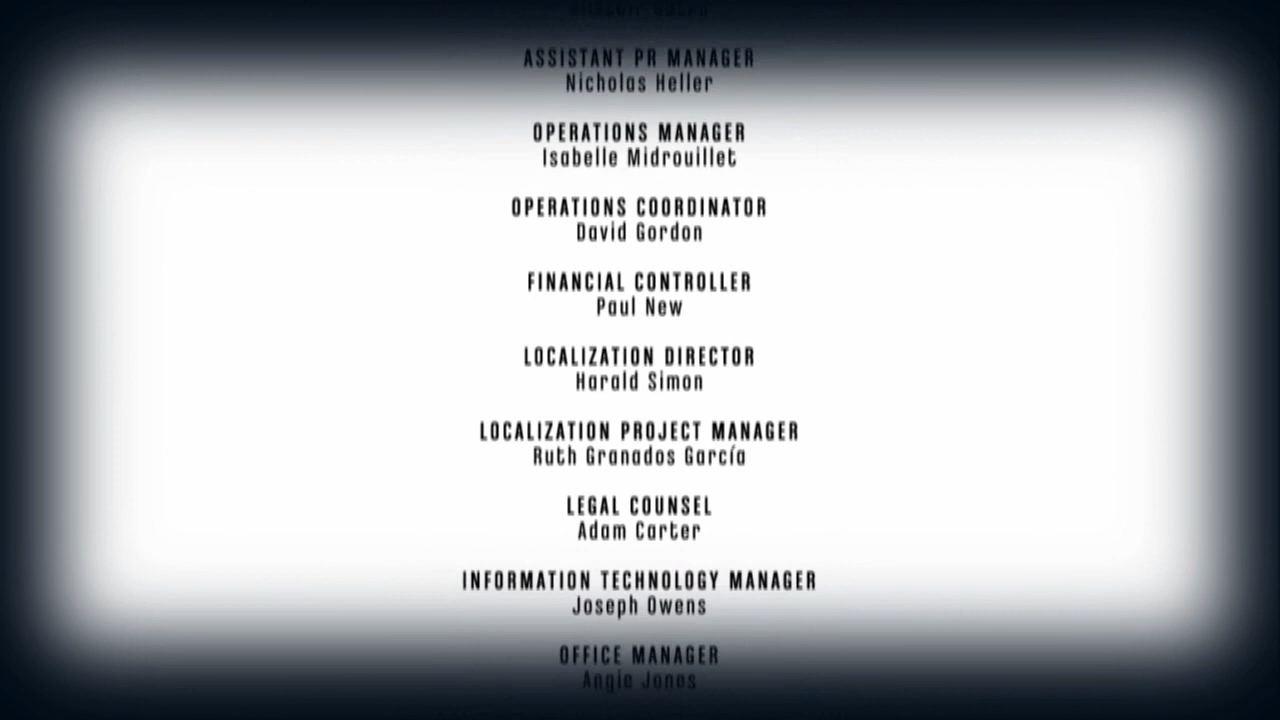 ASSISTANT PR MANAGER
Nicholas Heller
OPERATIONS MANAGER
Isabelle Midrouillet
OPERATIONS COORDINATOR
David Gordon
FINANCIAL CONTROLLER
Paul New
LOCALIZATION DIRECTOR
Harald Simon
LOCALIZATION PROJECT MANAGER
Ruth Granados García
LEGAL COUNSEL
Adam Carter
INFORMATION TECHNOLOGY MANAGER
Joseph Owens
OFFICE MANAGER
Angie Jones